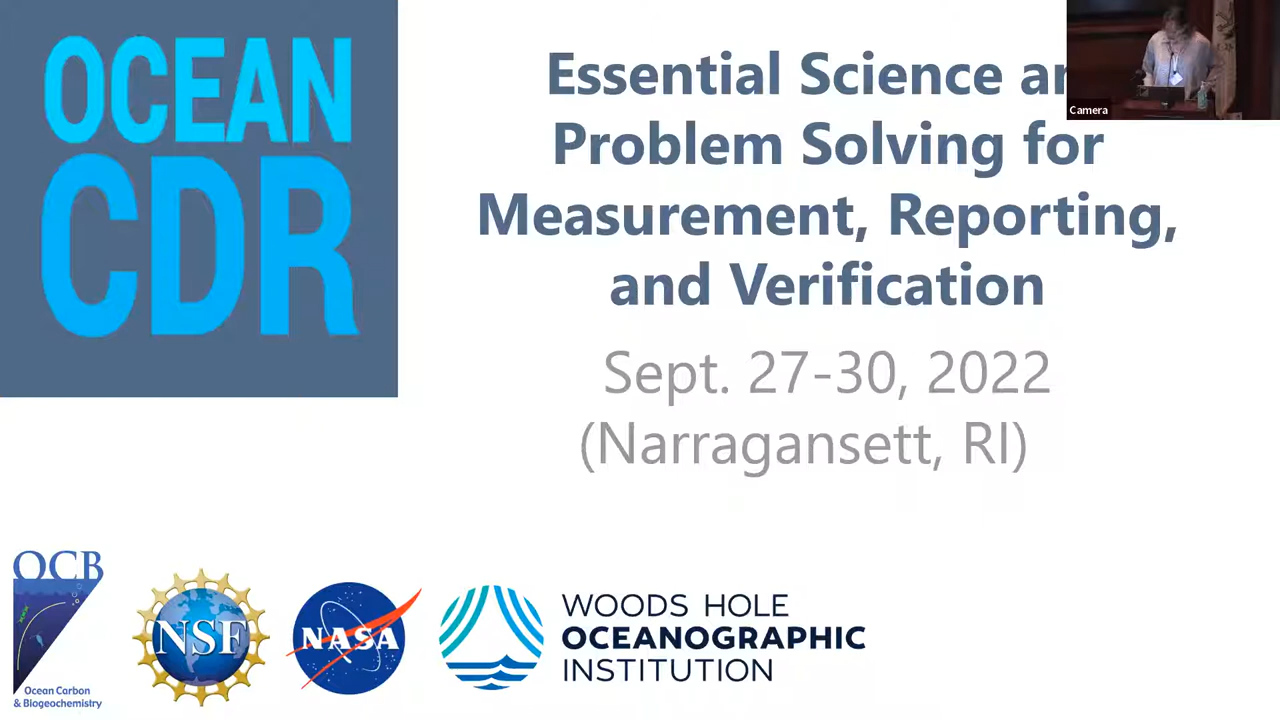 OCEAN
CDR
Essential Science an
Problem Solving for
Measurement, Reporting,
and Verification
Sept. 27-30, 2022
(Narragansett, RI)
Camera
OCB
Ocean Carbon
& Biogeochemistry
NSF
NASA
WOODS HOLE
OCEANOGRAPHIC
INSTITUTION